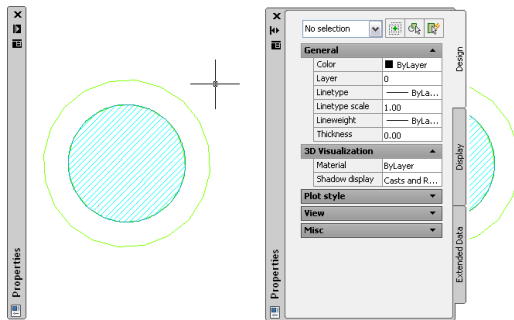 Properties
No selection
General
Color ByLayer
Layer 0
Linetype ByLa...
Linetype scale 1.00
Lineweight ByLa...
Thickness 0.00
3D Visualization
Material ByLayer
Shadow display Casts and R...
Plot style
View
Misc
Properties
Design
Display
Extended Data